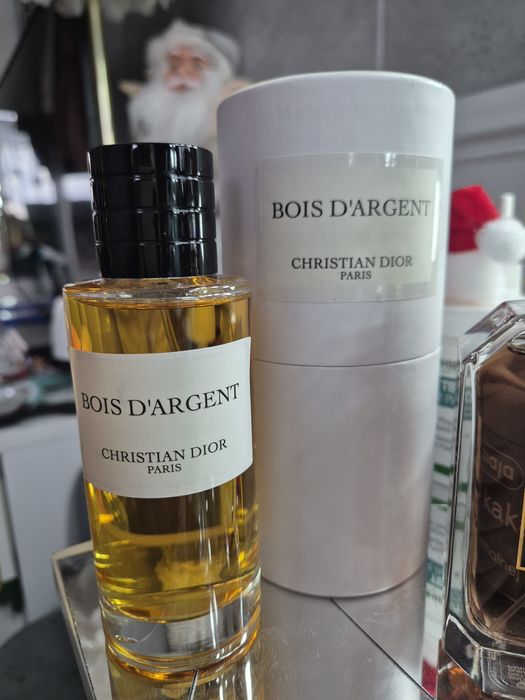 BOIS D'ARGENT
CHRISTIAN DIOR
PARIS
BOIS D'ARGENT
CHRISTIAN DIOR
PARIS